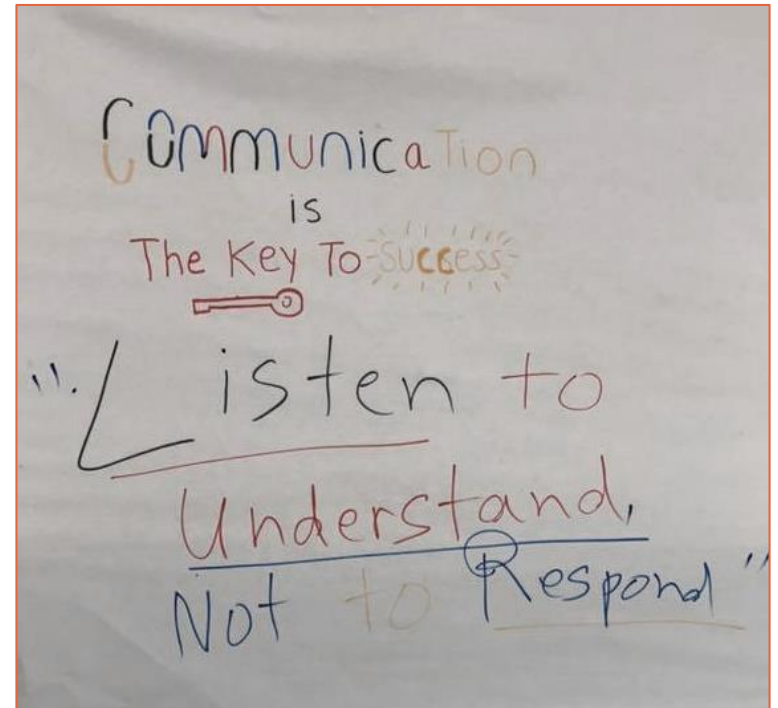 Communication
is
The Key To Success
"Listen to
Understand,
Not to Respond"